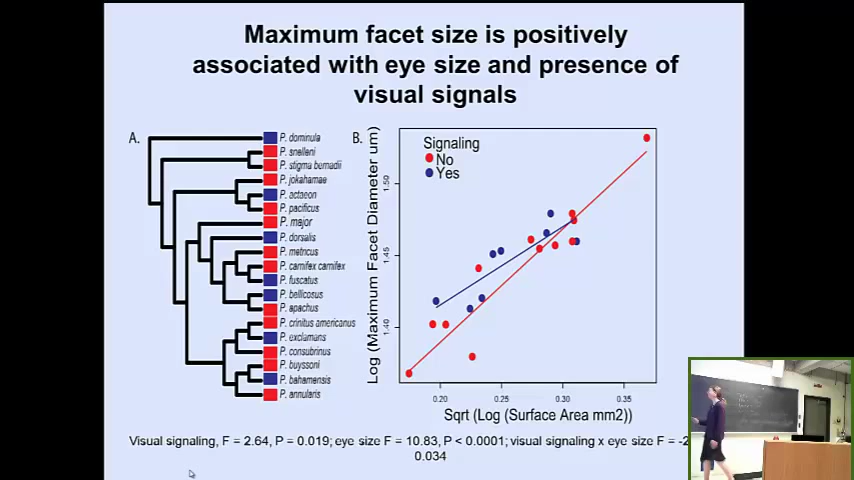 Maximum facet size is positively
associated with eye size and presence of
visual signals
A.
P. dominula
P. snelleni
P. stigma bernadii
P. jokahamae
P. actaeon
P. pacificus
P. major
P. dorsalis
P. metricus
P. carnifex carnifex
P. fuscatus
P. bellicosus
P. apachus
P. crinitus americanus
P. exclamans
P. consubrinus
P. buyssoni
P. bahamensis
P. annularis
B.
Log (Maximum Facet Diameter um)
1.50
1.45
1.40
Signaling
No
Yes
0.20 0.25 0.30 0.35
Sqrt (Log (Surface Area mm2))
Visual signaling, F = 2.64, P = 0.019; eye size F = 10.83, P < 0.0001; visual signaling x eye size F = -2
0.034